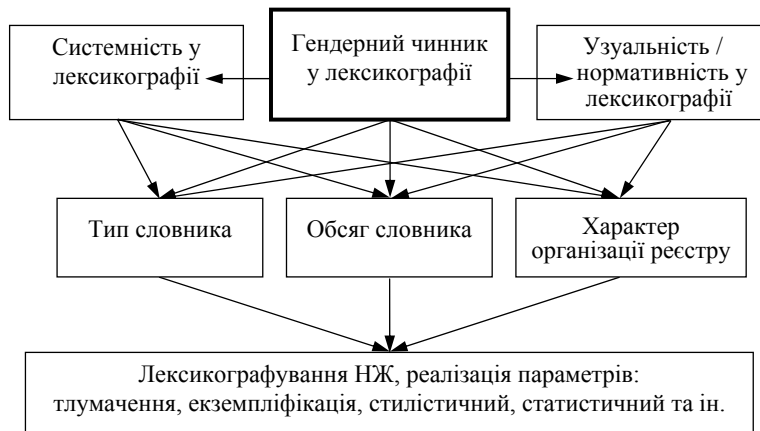 Системність у
лексикографії
Гендерний чинник
у лексикографії
Узуальність /
нормативність у
лексикографії
Тип словника
Обсяг словника
Характер
організації реєстру
Лексикографування НЖ, реалізація параметрів:
тлумачення, екземпліфікація, стилістичний, статистичний та ін.